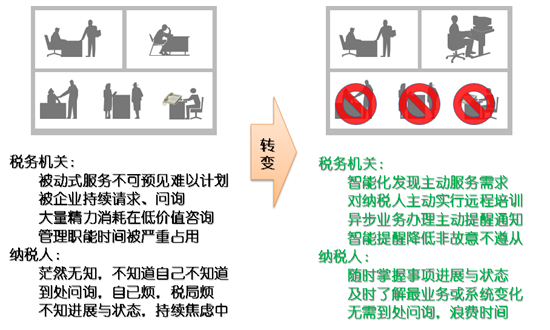 税务机关：
被动式服务不可预见难以计划
被企业持续请求、问询
大量精力消耗在低价值咨询
管理职能时间被严重占用
纳税人：
茫然无知，不知道自己不知道
到处问询，自己烦，税局烦
不知进展与状态，持续焦虑中
转
变
税务机关：
智能化发现主动服务需求
对纳税人主动实行远程培训
异步业务办理主动提醒通知
智能提醒降低非故意不遵从
纳税人：
随时掌握事项进展与状态
及时了解最业务或系统变化
无需到处问询，浪费时间